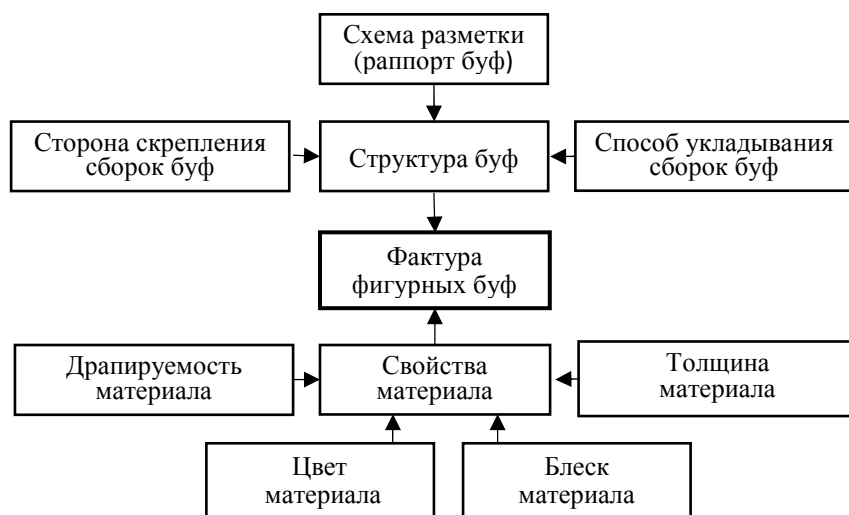 Схема разметки
(раппорт буф)
Сторона скрепления
сборок буф
Структура буф
Способ укладывания
сборок буф
Фактура
фигурных буф
Драпируемость
материала
Свойства
материала
Толщина
материала
Цвет
материала
Блеск
материала